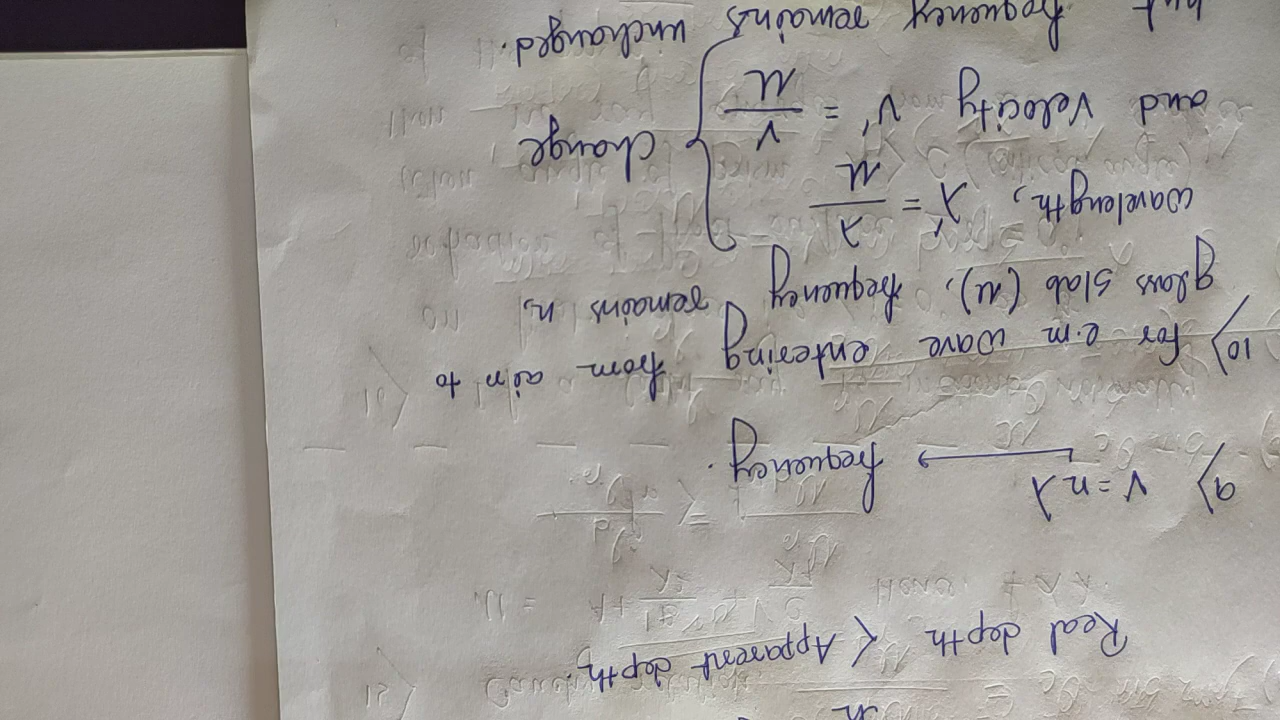 Real depth < Apparent depth.
9> v = nλ → frequency.
10> for e.m wave entering from air to
glass slab (μ), frequency remains n,
wavelength, λ' = λ/μ
and velocity v' = v/μ } change
but frequency remains unchanged.